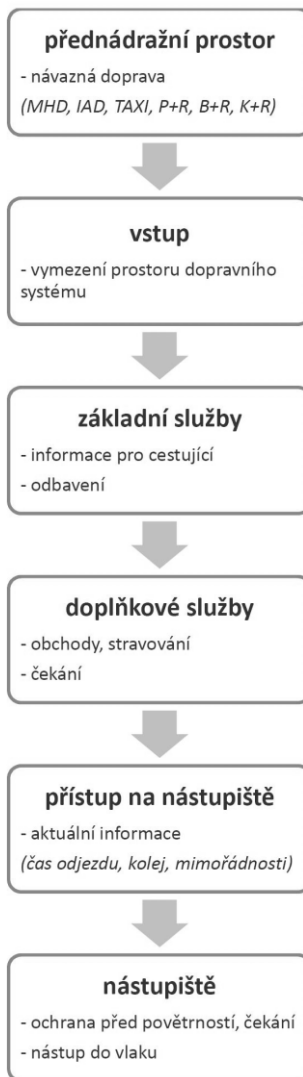 přednádražní prostor
- návazná doprava
(MHD, IAD, TAXI, P+R, B+R, K+R)
vstup
- vymezení prostoru dopravního
systému
základní služby
- informace pro cestující
- odbavení
doplňkové služby
- obchody, stravování
- čekání
přístup na nástupiště
- aktuální informace
(čas odjezdu, kolej, mimořádnosti)
nástupiště
- ochrana před povětrností, čekání
- nástup do vlaku